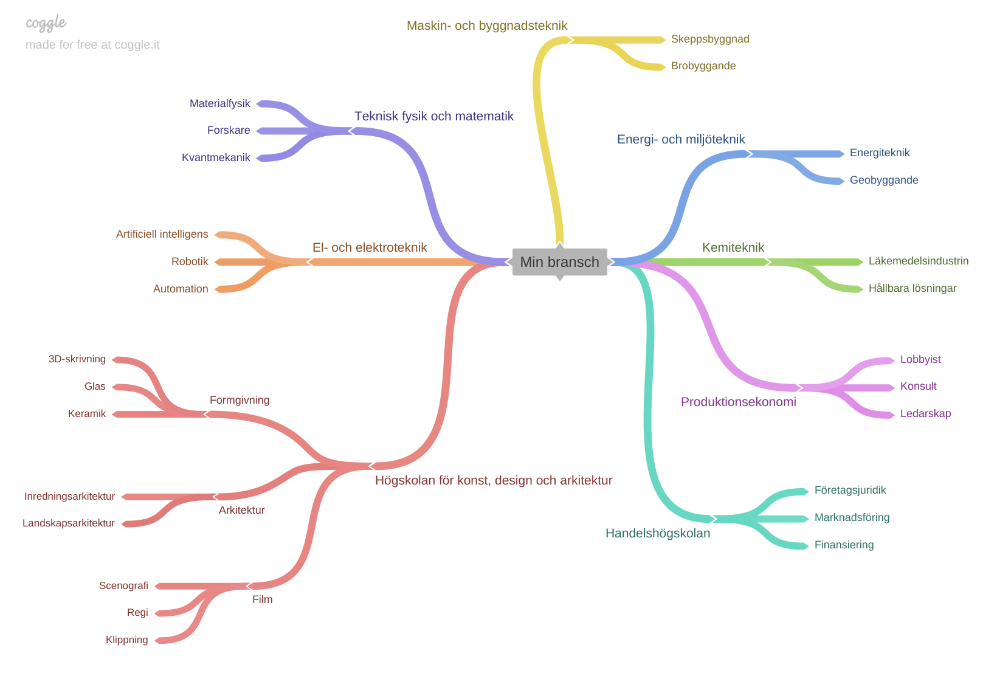 coggle
made for free at coggle.it
Maskin- och byggnadsteknik
Skeppsbyggnad
Brobyggande
Teknisk fysik och matematik
Materialfysik
Forskare
Kvantmekanik
Energi- och miljöteknik
Energiteknik
Geobyggande
El- och elektroteknik
Artificiell intelligens
Robotik
Automation
Min bransch
Kemiteknik
Läkemedelsindustrin
Hållbara lösningar
Produktionsekonomi
Lobbyist
Konsult
Ledarskap
Formgivning
3D-skrivning
Glas
Keramik
Högskolan för konst, design och arkitektur
Arkitektur
Inredningsarkitektur
Landskapsarkitektur
Handelshögskolan
Företagsjuridik
Marknadsföring
Finansiering
Film
Scenografi
Regi
Klippning